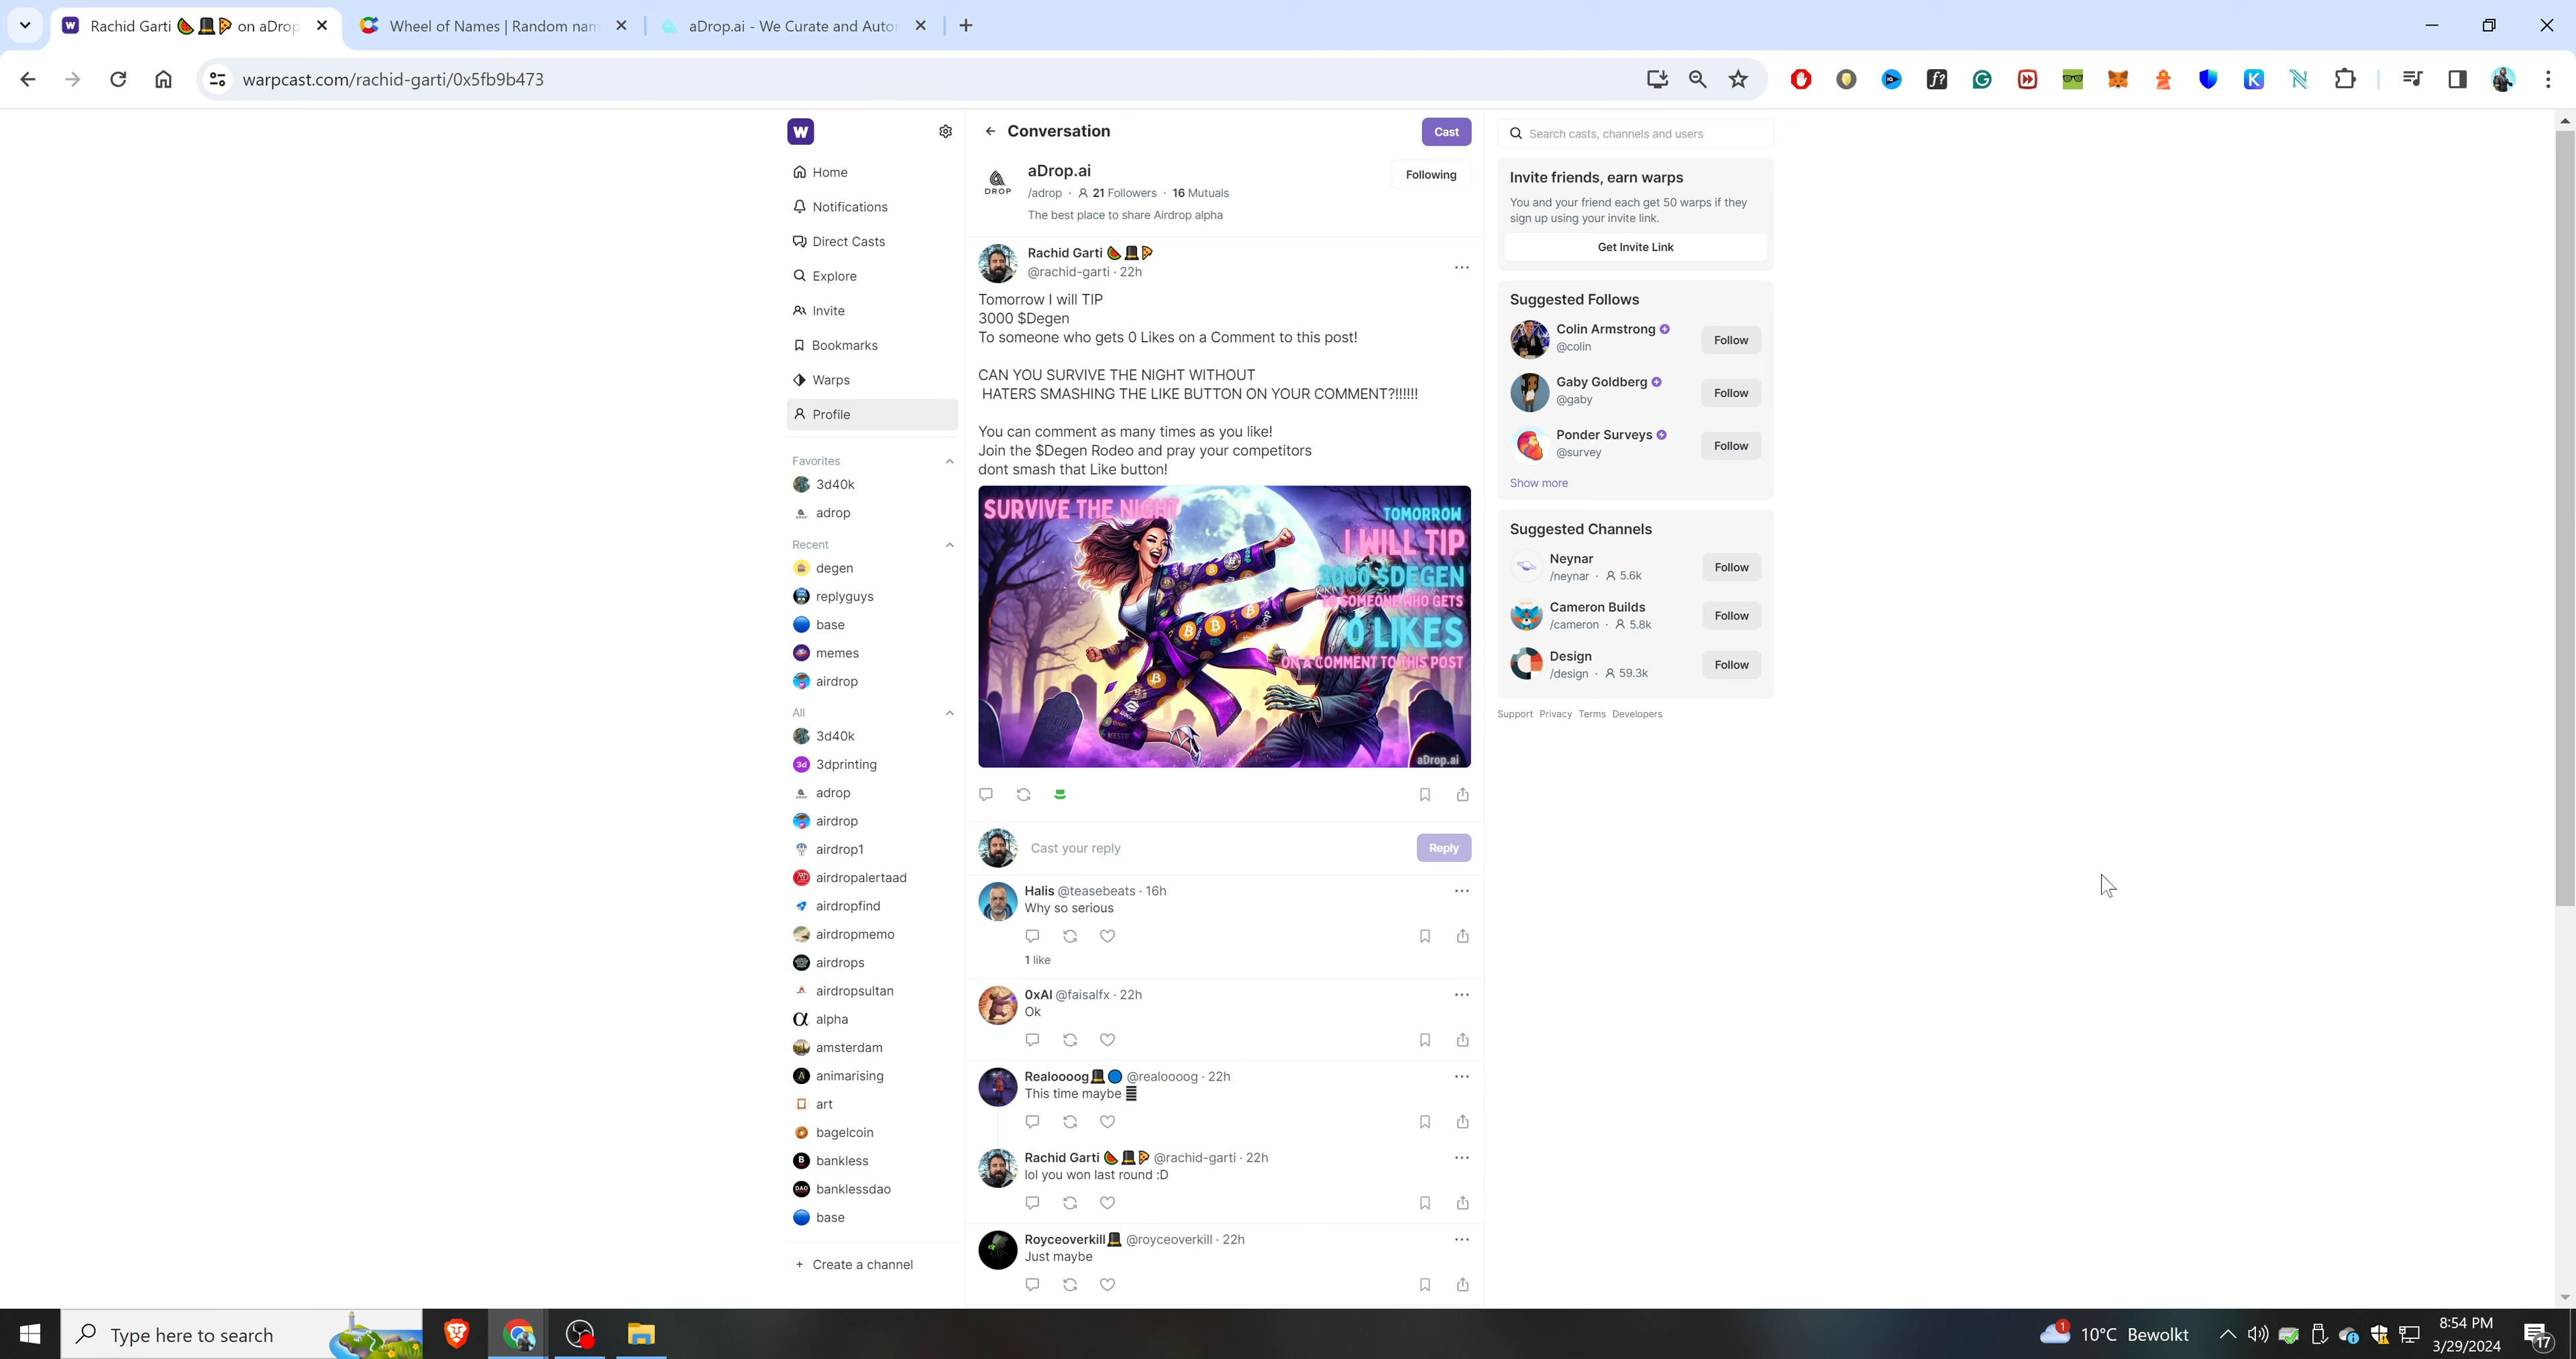 Rachid Garti 🍉🎩🍕 on aDrop
Wheel of Names | Random nam
aDrop.ai - We Curate and Autor
warpcast.com/rachid-garti/0x5fb9b473
W
Home
Notifications
Direct Casts
Explore
Invite
Bookmarks
Warps
Profile
Favorites
3d40k
adrop
Recent
degen
replyguys
base
memes
airdrop
All
3d40k
3dprinting
adrop
airdrop
airdrop1
airdropalertaad
airdropfind
airdropmemo
airdrops
airdropsultan
alpha
amsterdam
animarising
art
bagelcoin
bankless
banklessdao
base
+ Create a channel
Conversation
Cast
DROP
aDrop.ai
/adrop · 21 Followers · 16 Mutuals
The best place to share Airdrop alpha
Following
Rachid Garti 🍉🎩🍕
@rachid-garti · 22h
Tomorrow I will TIP
3000 $Degen
To someone who gets 0 Likes on a Comment to this post!
CAN YOU SURVIVE THE NIGHT WITHOUT
HATERS SMASHING THE LIKE BUTTON ON YOUR COMMENT?!!!!!!
You can comment as many times as you like!
Join the $Degen Rodeo and pray your competitors
dont smash that Like button!
SURVIVE THE NIGHT
TOMORROW
I WILL TIP
3000 $DEGEN
TO SOMEONE WHO GETS
0 LIKES
ON A COMMENT TO THIS POST
aDrop.ai
Cast your reply
Reply
Halis @teasebeats · 16h
Why so serious
1 like
0xAI @faisalfx · 22h
Ok
Realoooog🎩🔵 @realoooog · 22h
This time maybe
Rachid Garti 🍉🎩🍕 @rachid-garti · 22h
lol you won last round :D
Royceoverkill🎩 @royceoverkill · 22h
Just maybe
Search casts, channels and users
Invite friends, earn warps
You and your friend each get 50 warps if they
sign up using your invite link.
Get Invite Link
Suggested Follows
Colin Armstrong
@colin
Follow
Gaby Goldberg
@gaby
Follow
Ponder Surveys
@survey
Follow
Show more
Suggested Channels
Neynar
/neynar · 5.6k
Follow
Cameron Builds
/cameron · 5.8k
Follow
Design
/design · 59.3k
Follow
Support Privacy Terms Developers
Type here to search
1
10°C Bewolkt
8:54 PM
3/29/2024
17